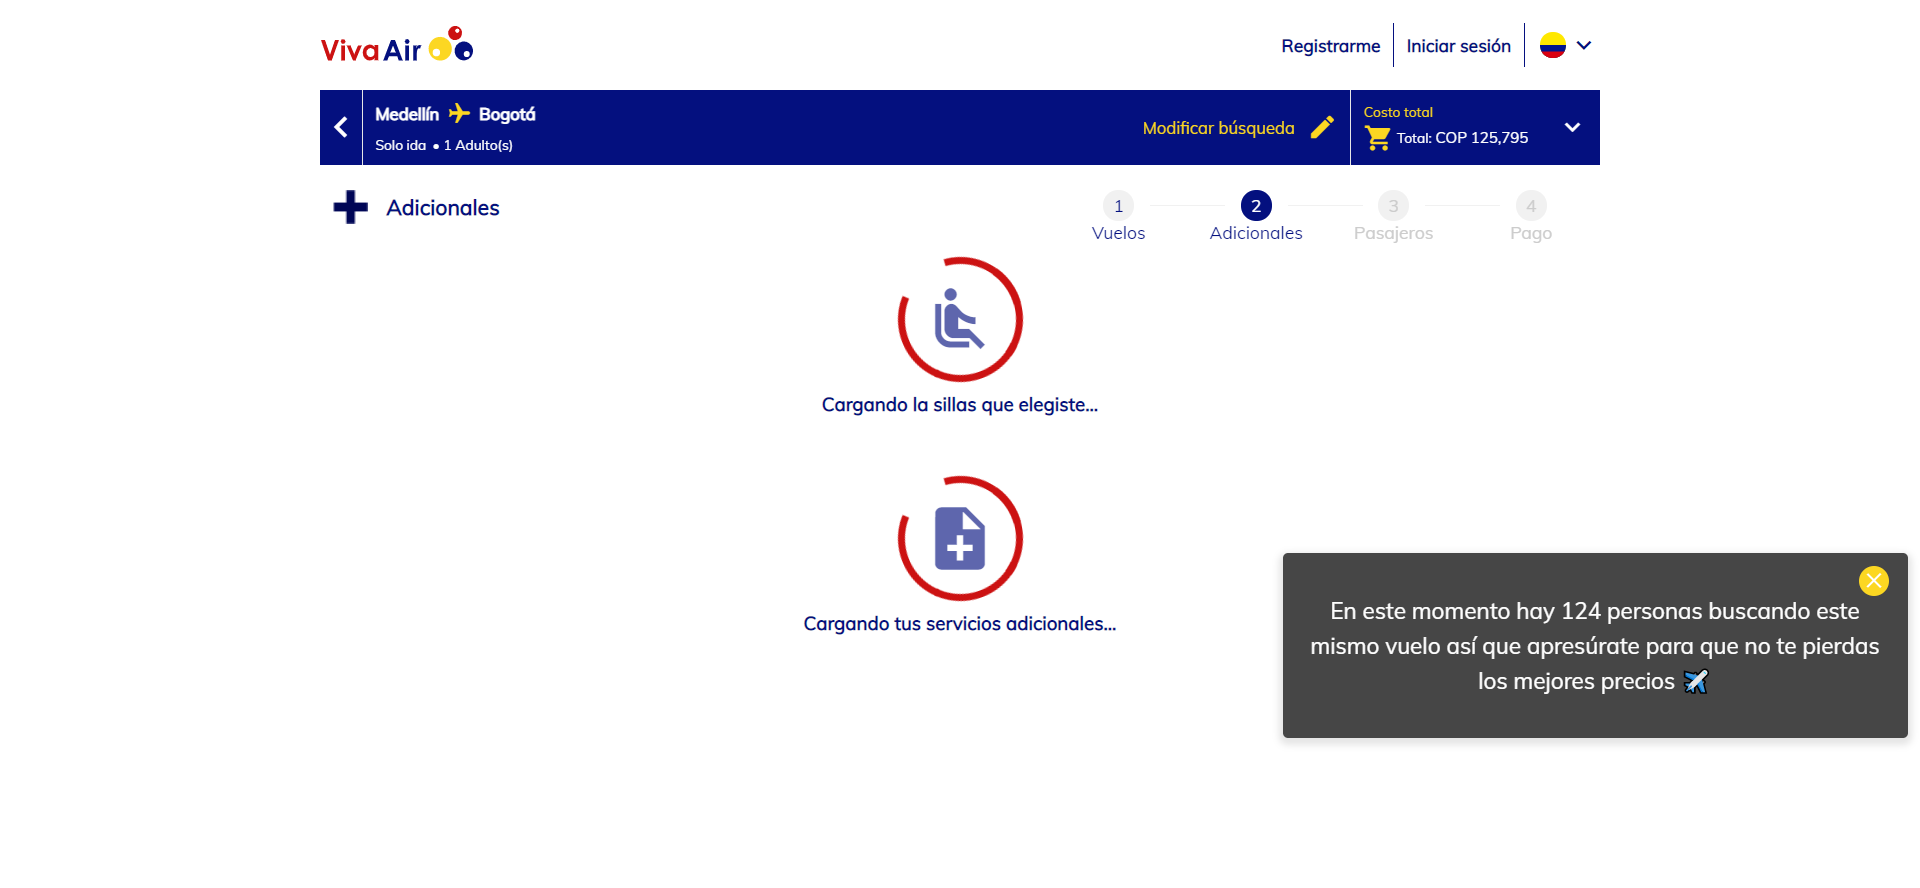 Viva Air
Registrarme
Iniciar sesión
Medellín Bogotá
Solo ida • 1 Adulto(s)
Modificar búsqueda
Costo total
Total: COP 125,795
Adicionales
1
Vuelos
2
Adicionales
3
Pasajeros
4
Pago
Cargando la sillas que elegiste...
Cargando tus servicios adicionales...
En este momento hay 124 personas buscando este
mismo vuelo así que apresúrate para que no te pierdas
los mejores precios ✈️